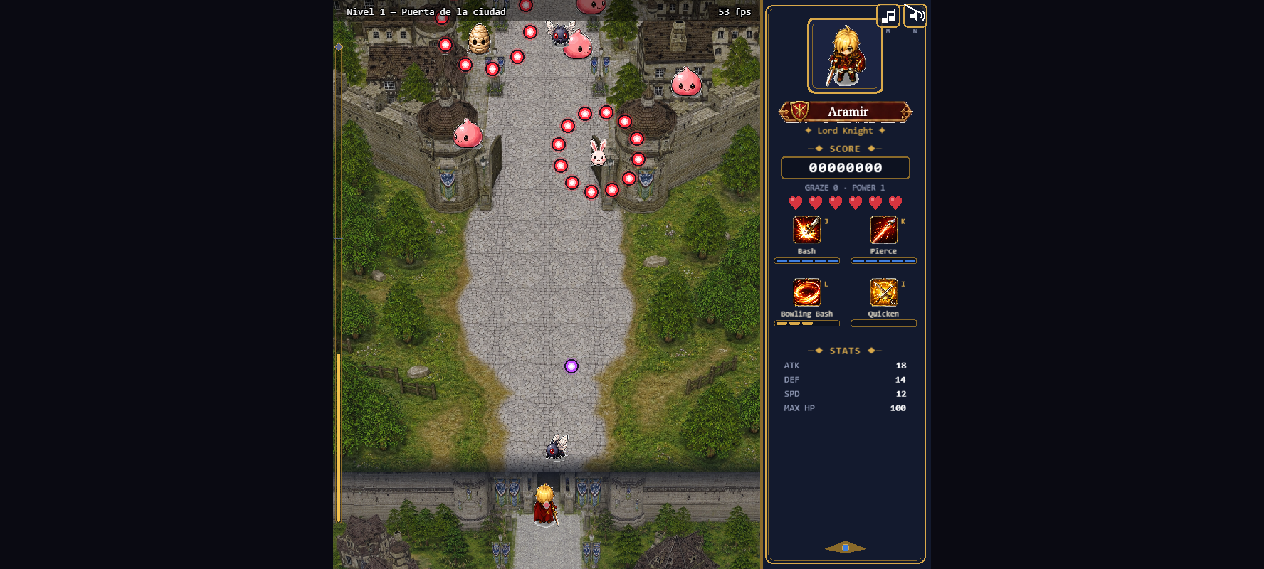 Nivel 1 — Puerta de la ciudad
53 fps
M
N
Aramir
Lord Knight
SCORE
00000000
GRAZE 0 · POWER 1
J
K
Bash
Pierce
L
I
Bowling Bash
Quicken
STATS
ATK 18
DEF 14
SPD 12
MAX HP 100